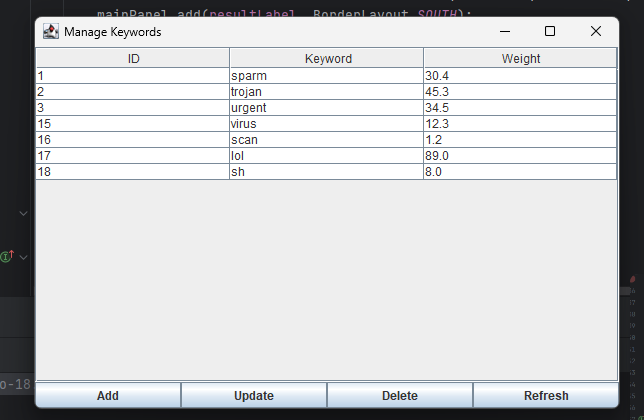 mainPanel.add(resultLabel, BorderLayout.SOUTH);
Manage Keywords
ID Keyword Weight
1 sparm 30.4
2 trojan 45.3
3 urgent 34.5
15 virus 12.3
16 scan 1.2
17 lol 89.0
18 sh 8.0
o-18
Add Update Delete Refresh